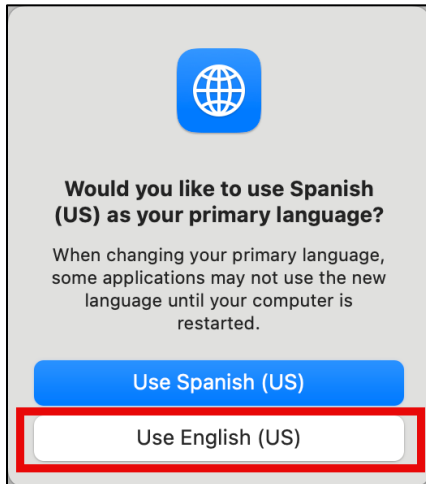 Would you like to use Spanish
(US) as your primary language?
When changing your primary language,
some applications may not use the new
language until your computer is
restarted.
Use Spanish (US)
Use English (US)